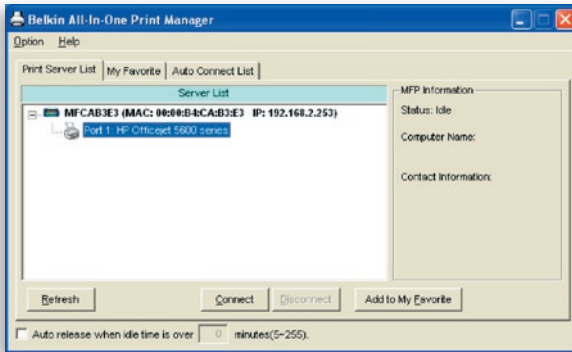 Belkin All-In-One Print Manager
Option Help
Print Server List My Favorite Auto Connect List
Server List
MFCAB3E3 (MAC: 00:00:B4:CA:B3:E3 IP: 192.168.2.253)
Port 1: HP Officejet 5600 series
MFP Information
Status: Idle
Computer Name:
Contact Information:
Refresh Connect Disconnect Add to My Favorite
Auto release when idle time is over 0 minutes(5~255).